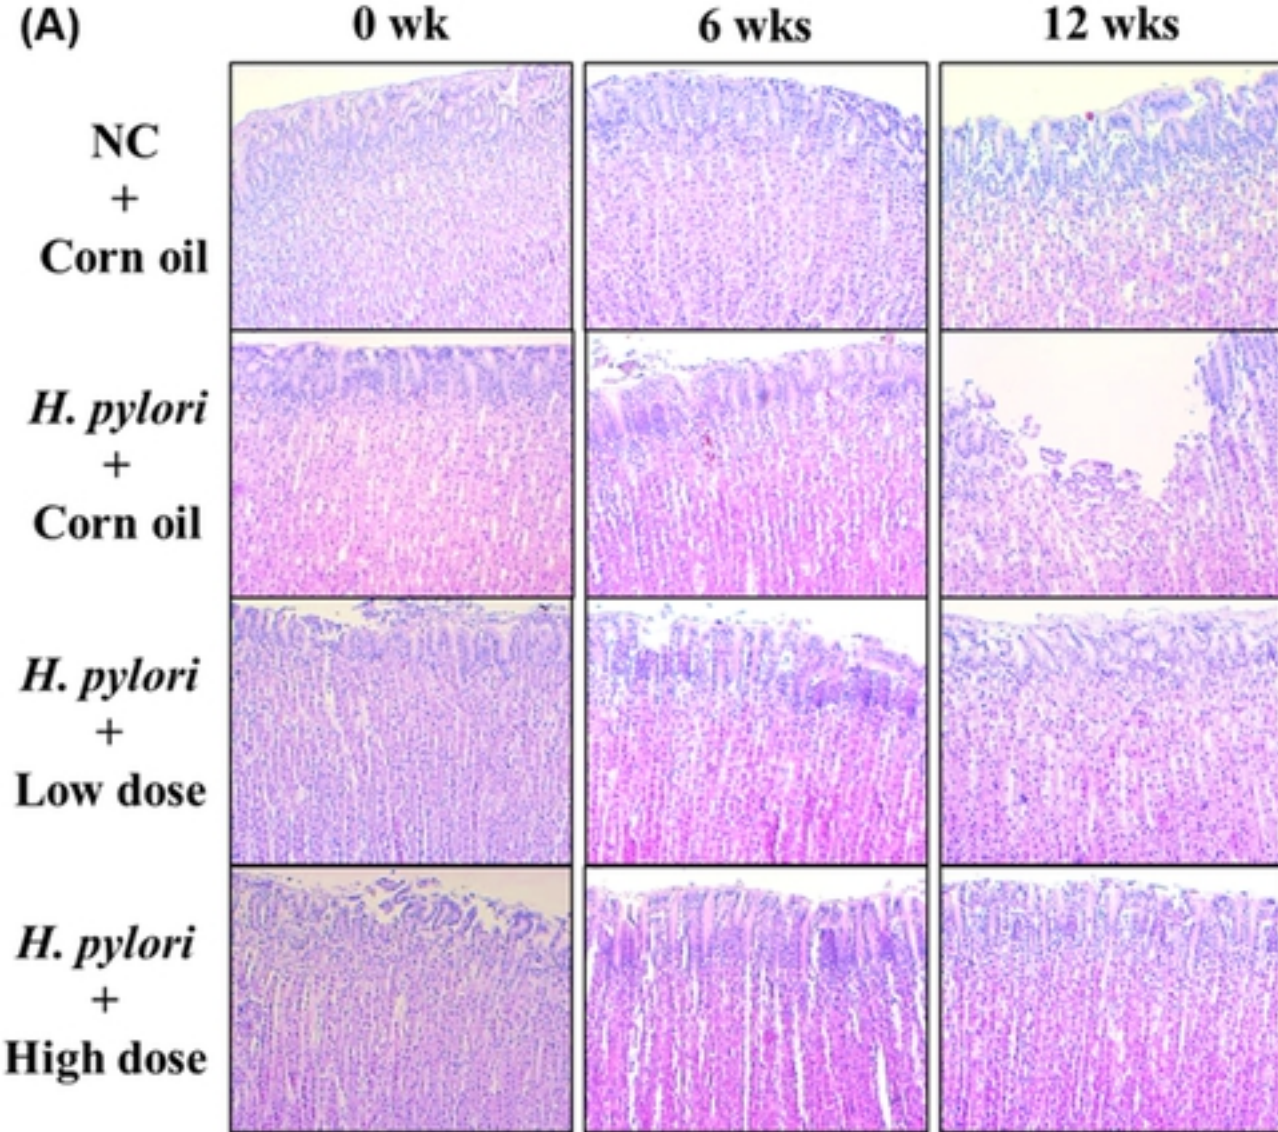 (A) 0 wk 6 wks 12 wks
NC
+
Corn oil
H. pylori
+
Corn oil
H. pylori
+
Low dose
H. pylori
+
High dose